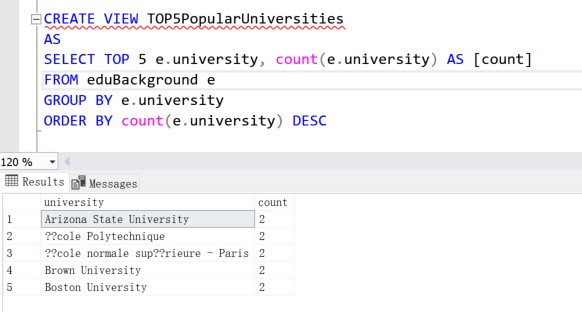 CREATE VIEW TOP5PopularUniversities
AS
SELECT TOP 5 e.university, count(e.university) AS [count]
FROM eduBackground e
GROUP BY e.university
ORDER BY count(e.university) DESC
120 %
Results Messages
university count
1 Arizona State University 2
2 ??cole Polytechnique 2
3 ??cole normale sup??rieure - Paris 2
4 Brown University 2
5 Boston University 2